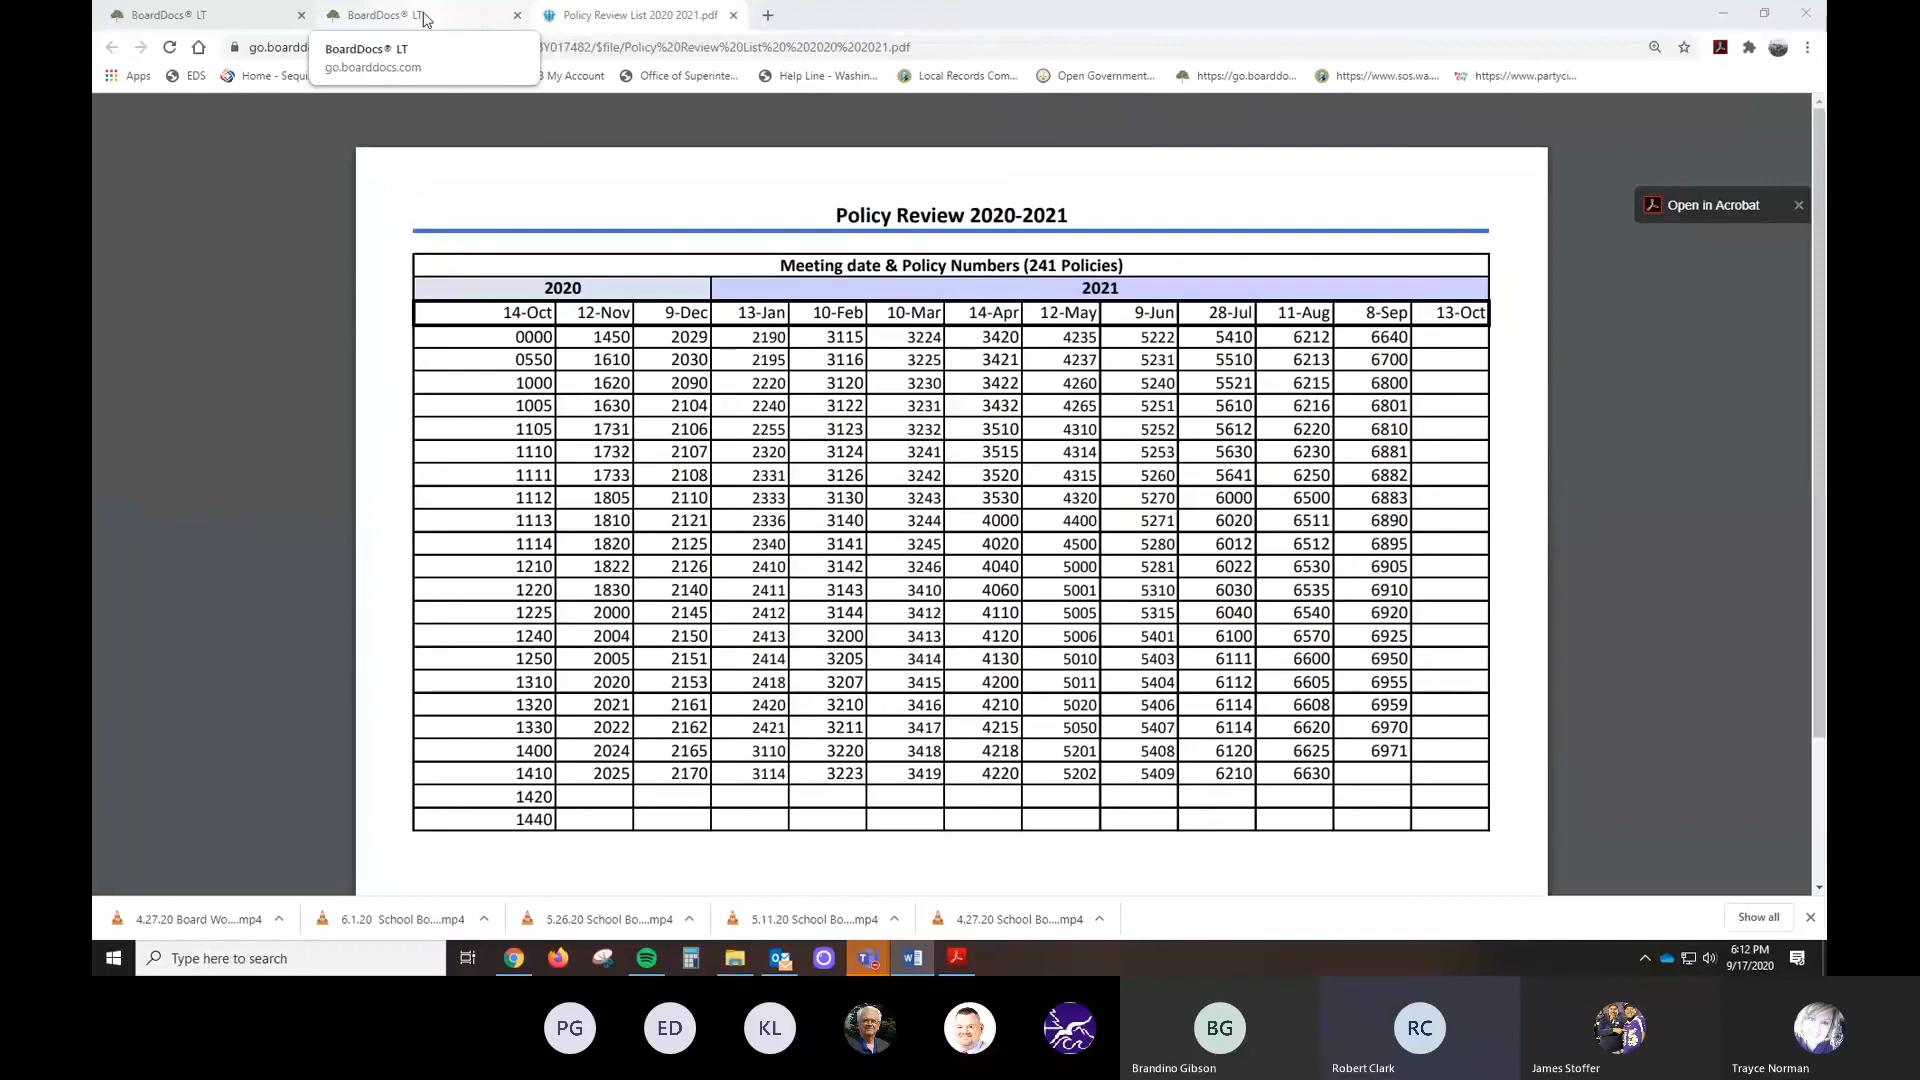 BoardDocs® LT
BoardDocs® LT
Policy Review List 2020 2021.pdf
go.boardd
Y017482/$file/Policy%20Review%20List%20%202020%202021.pdf
BoardDocs® LT
go.boarddocs.com
Apps EDS Home - Sequi My Account Office of Superinte... Help Line - Washin... Local Records Com... Open Government... https://go.boarddo... https://www.sos.wa.... https://www.partyci...
Open in Acrobat
Policy Review 2020-2021
Meeting date & Policy Numbers (241 Policies)
2020 2021
14-Oct 12-Nov 9-Dec 13-Jan 10-Feb 10-Mar 14-Apr 12-May 9-Jun 28-Jul 11-Aug 8-Sep 13-Oct
0000 1450 2029 2190 3115 3224 3420 4235 5222 5410 6212 6640
0550 1610 2030 2195 3116 3225 3421 4237 5231 5510 6213 6700
1000 1620 2090 2220 3120 3230 3422 4260 5240 5521 6215 6800
1005 1630 2104 2240 3122 3231 3432 4265 5251 5610 6216 6801
1105 1731 2106 2255 3123 3232 3510 4310 5252 5612 6220 6810
1110 1732 2107 2320 3124 3241 3515 4314 5253 5630 6230 6881
1111 1733 2108 2331 3126 3242 3520 4315 5260 5641 6250 6882
1112 1805 2110 2333 3130 3243 3530 4320 5270 6000 6500 6883
1113 1810 2121 2336 3140 3244 4000 4400 5271 6020 6511 6890
1114 1820 2125 2340 3141 3245 4020 4500 5280 6012 6512 6895
1210 1822 2126 2410 3142 3246 4040 5000 5281 6022 6530 6905
1220 1830 2140 2411 3143 3410 4060 5001 5310 6030 6535 6910
1225 2000 2145 2412 3144 3412 4110 5005 5315 6040 6540 6920
1240 2004 2150 2413 3200 3413 4120 5006 5401 6100 6570 6925
1250 2005 2151 2414 3205 3414 4130 5010 5403 6111 6600 6950
1310 2020 2153 2418 3207 3415 4200 5011 5404 6112 6605 6955
1320 2021 2161 2420 3210 3416 4210 5020 5406 6114 6608 6959
1330 2022 2162 2421 3211 3417 4215 5050 5407 6114 6620 6970
1400 2024 2165 3110 3220 3418 4218 5201 5408 6120 6625 6971
1410 2025 2170 3114 3223 3419 4220 5202 5409 6210 6630
1420
1440
4.27.20 Board Wo....mp4 6.1.20 School Bo....mp4 5.26.20 School Bo....mp4 5.11.20 School Bo....mp4 4.27.20 School Bo....mp4 Show all
Type here to search
6:12 PM
9/17/2020
PG ED KL BG RC
Brandino Gibson Robert Clark James Stoffer Trayce Norman